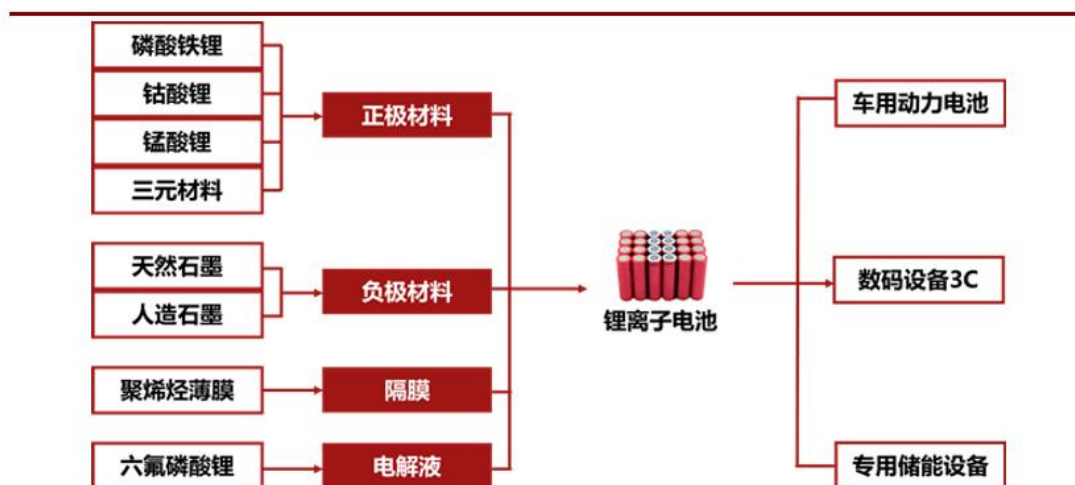 磷酸铁锂
钴酸锂
锰酸锂
三元材料
正极材料
天然石墨
人造石墨
负极材料
聚烯烃薄膜
隔膜
六氟磷酸锂
电解液
锂离子电池
车用动力电池
数码设备3C
专用储能设备